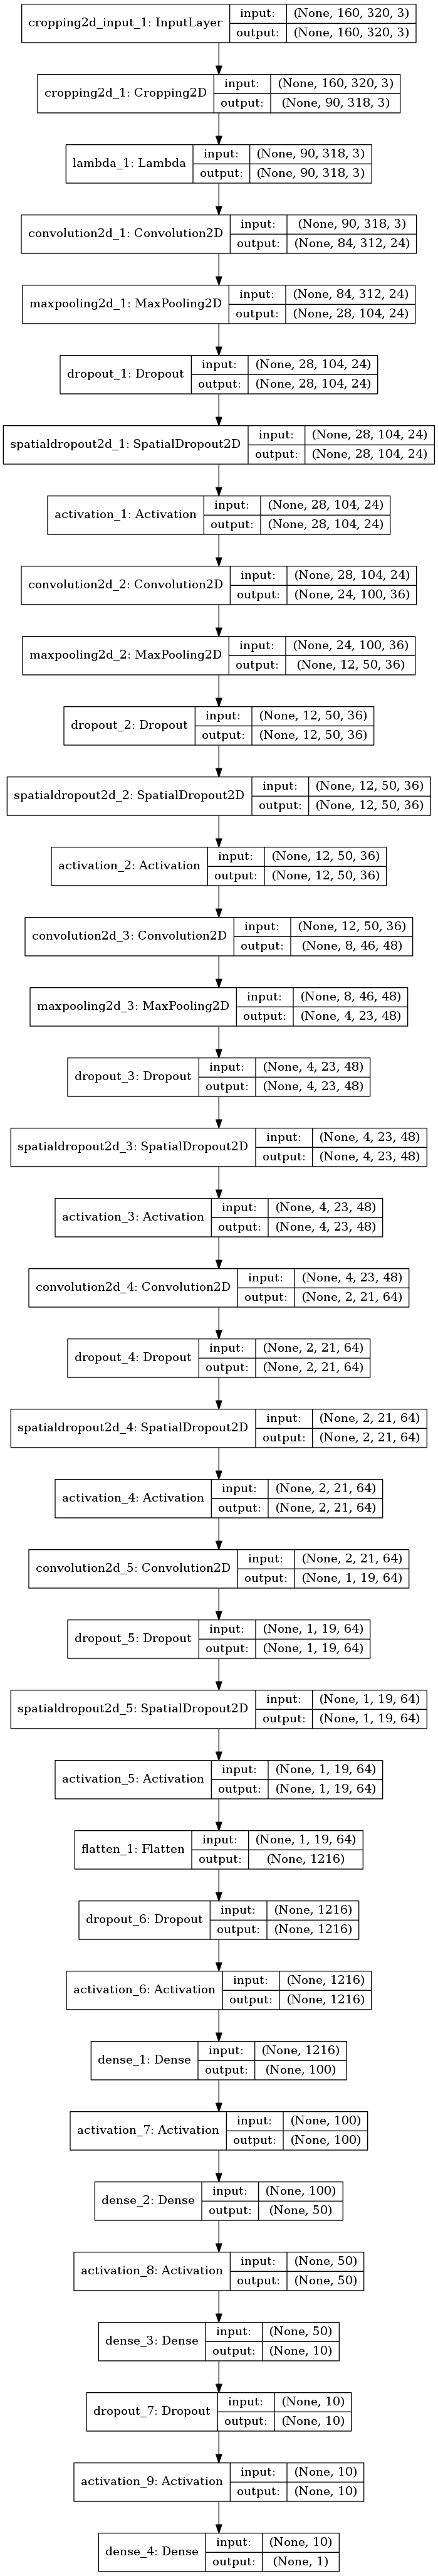 cropping2d_input_1: InputLayer
input: (None, 160, 320, 3)
output: (None, 160, 320, 3)
cropping2d_1: Cropping2D
input: (None, 160, 320, 3)
output: (None, 90, 318, 3)
lambda_1: Lambda
input: (None, 90, 318, 3)
output: (None, 90, 318, 3)
convolution2d_1: Convolution2D
input: (None, 90, 318, 3)
output: (None, 84, 312, 24)
maxpooling2d_1: MaxPooling2D
input: (None, 84, 312, 24)
output: (None, 28, 104, 24)
dropout_1: Dropout
input: (None, 28, 104, 24)
output: (None, 28, 104, 24)
spatialdropout2d_1: SpatialDropout2D
input: (None, 28, 104, 24)
output: (None, 28, 104, 24)
activation_1: Activation
input: (None, 28, 104, 24)
output: (None, 28, 104, 24)
convolution2d_2: Convolution2D
input: (None, 28, 104, 24)
output: (None, 24, 100, 36)
maxpooling2d_2: MaxPooling2D
input: (None, 24, 100, 36)
output: (None, 12, 50, 36)
dropout_2: Dropout
input: (None, 12, 50, 36)
output: (None, 12, 50, 36)
spatialdropout2d_2: SpatialDropout2D
input: (None, 12, 50, 36)
output: (None, 12, 50, 36)
activation_2: Activation
input: (None, 12, 50, 36)
output: (None, 12, 50, 36)
convolution2d_3: Convolution2D
input: (None, 12, 50, 36)
output: (None, 8, 46, 48)
maxpooling2d_3: MaxPooling2D
input: (None, 8, 46, 48)
output: (None, 4, 23, 48)
dropout_3: Dropout
input: (None, 4, 23, 48)
output: (None, 4, 23, 48)
spatialdropout2d_3: SpatialDropout2D
input: (None, 4, 23, 48)
output: (None, 4, 23, 48)
activation_3: Activation
input: (None, 4, 23, 48)
output: (None, 4, 23, 48)
convolution2d_4: Convolution2D
input: (None, 4, 23, 48)
output: (None, 2, 21, 64)
dropout_4: Dropout
input: (None, 2, 21, 64)
output: (None, 2, 21, 64)
spatialdropout2d_4: SpatialDropout2D
input: (None, 2, 21, 64)
output: (None, 2, 21, 64)
activation_4: Activation
input: (None, 2, 21, 64)
output: (None, 2, 21, 64)
convolution2d_5: Convolution2D
input: (None, 2, 21, 64)
output: (None, 1, 19, 64)
dropout_5: Dropout
input: (None, 1, 19, 64)
output: (None, 1, 19, 64)
spatialdropout2d_5: SpatialDropout2D
input: (None, 1, 19, 64)
output: (None, 1, 19, 64)
activation_5: Activation
input: (None, 1, 19, 64)
output: (None, 1, 19, 64)
flatten_1: Flatten
input: (None, 1, 19, 64)
output: (None, 1216)
dropout_6: Dropout
input: (None, 1216)
output: (None, 1216)
activation_6: Activation
input: (None, 1216)
output: (None, 1216)
dense_1: Dense
input: (None, 1216)
output: (None, 100)
activation_7: Activation
input: (None, 100)
output: (None, 100)
dense_2: Dense
input: (None, 100)
output: (None, 50)
activation_8: Activation
input: (None, 50)
output: (None, 50)
dense_3: Dense
input: (None, 50)
output: (None, 10)
dropout_7: Dropout
input: (None, 10)
output: (None, 10)
activation_9: Activation
input: (None, 10)
output: (None, 10)
dense_4: Dense
input: (None, 10)
output: (None, 1)